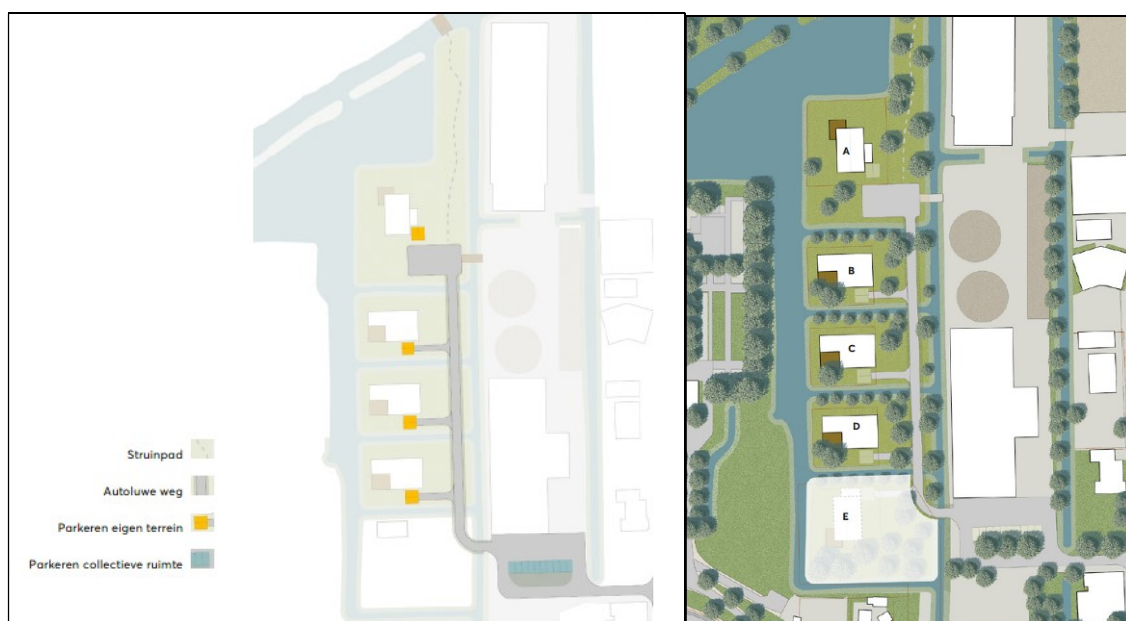 Struinpad
Autoluwe weg
Parkeren eigen terrein
Parkeren collectieve ruimte
A
B
C
D
E